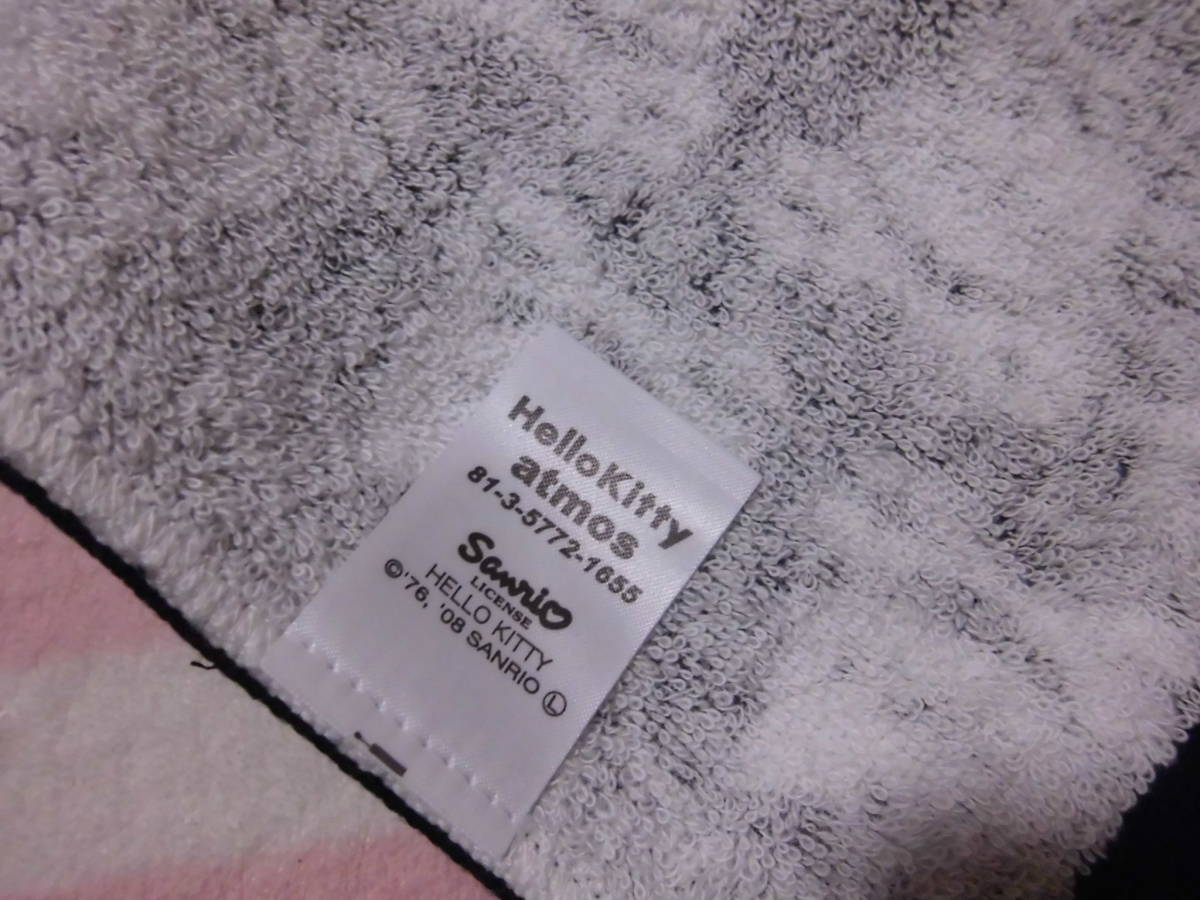 HelloKitty
atmos
81-3-5772-1655
Sanrio
LICENSE
HELLO KITTY
©'76, '08 SANRIO Ⓛ